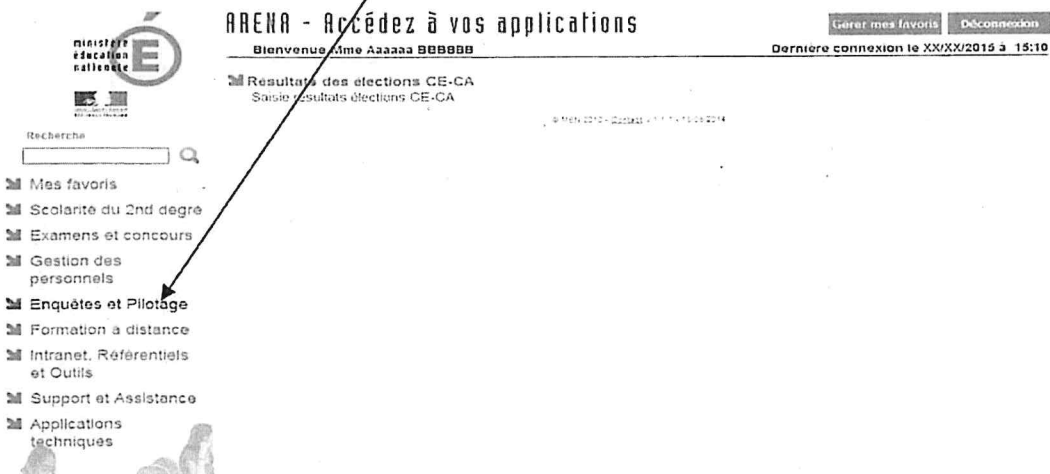 ministère
éducation
nationale
ARENA - Accédez à vos applications
Gérer mes favoris
Déconnexion
Bienvenue Mme Aaaaaa BBBBBB
Dernière connexion le XX/XX/2015 à 15:10
Résultats des élections CE-CA
Saisie résultats élections CE-CA
Recherche
Mes favoris
Scolarité du 2nd degré
Examens et concours
Gestion des
personnels
Enquêtes et Pilotage
Formation à distance
Intranet, Référentiels
et Outils
Support et Assistance
Applications
techniques